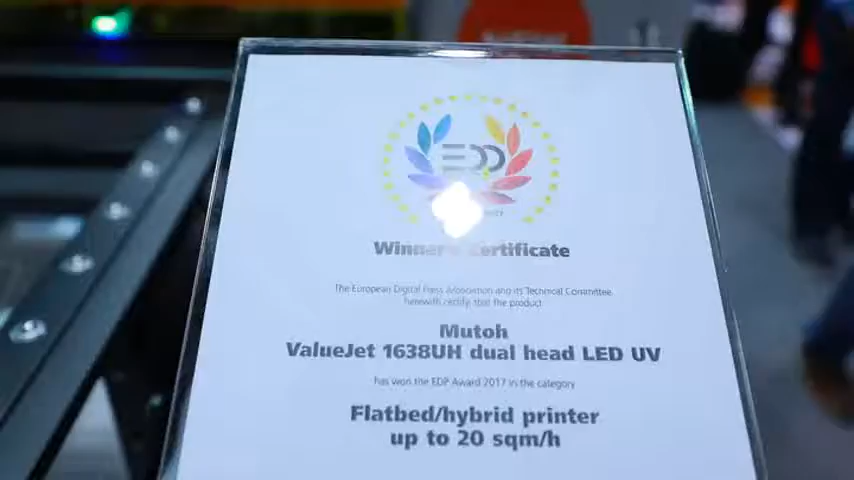 EDP
Winner's Certificate
The European Digital Press Association and its Technical Committee
herewith certify, that the product
Mutoh
ValueJet 1638UH dual head LED UV
has won the EDP Award 2017 in the category
Flatbed/hybrid printer
up to 20 sqm/h